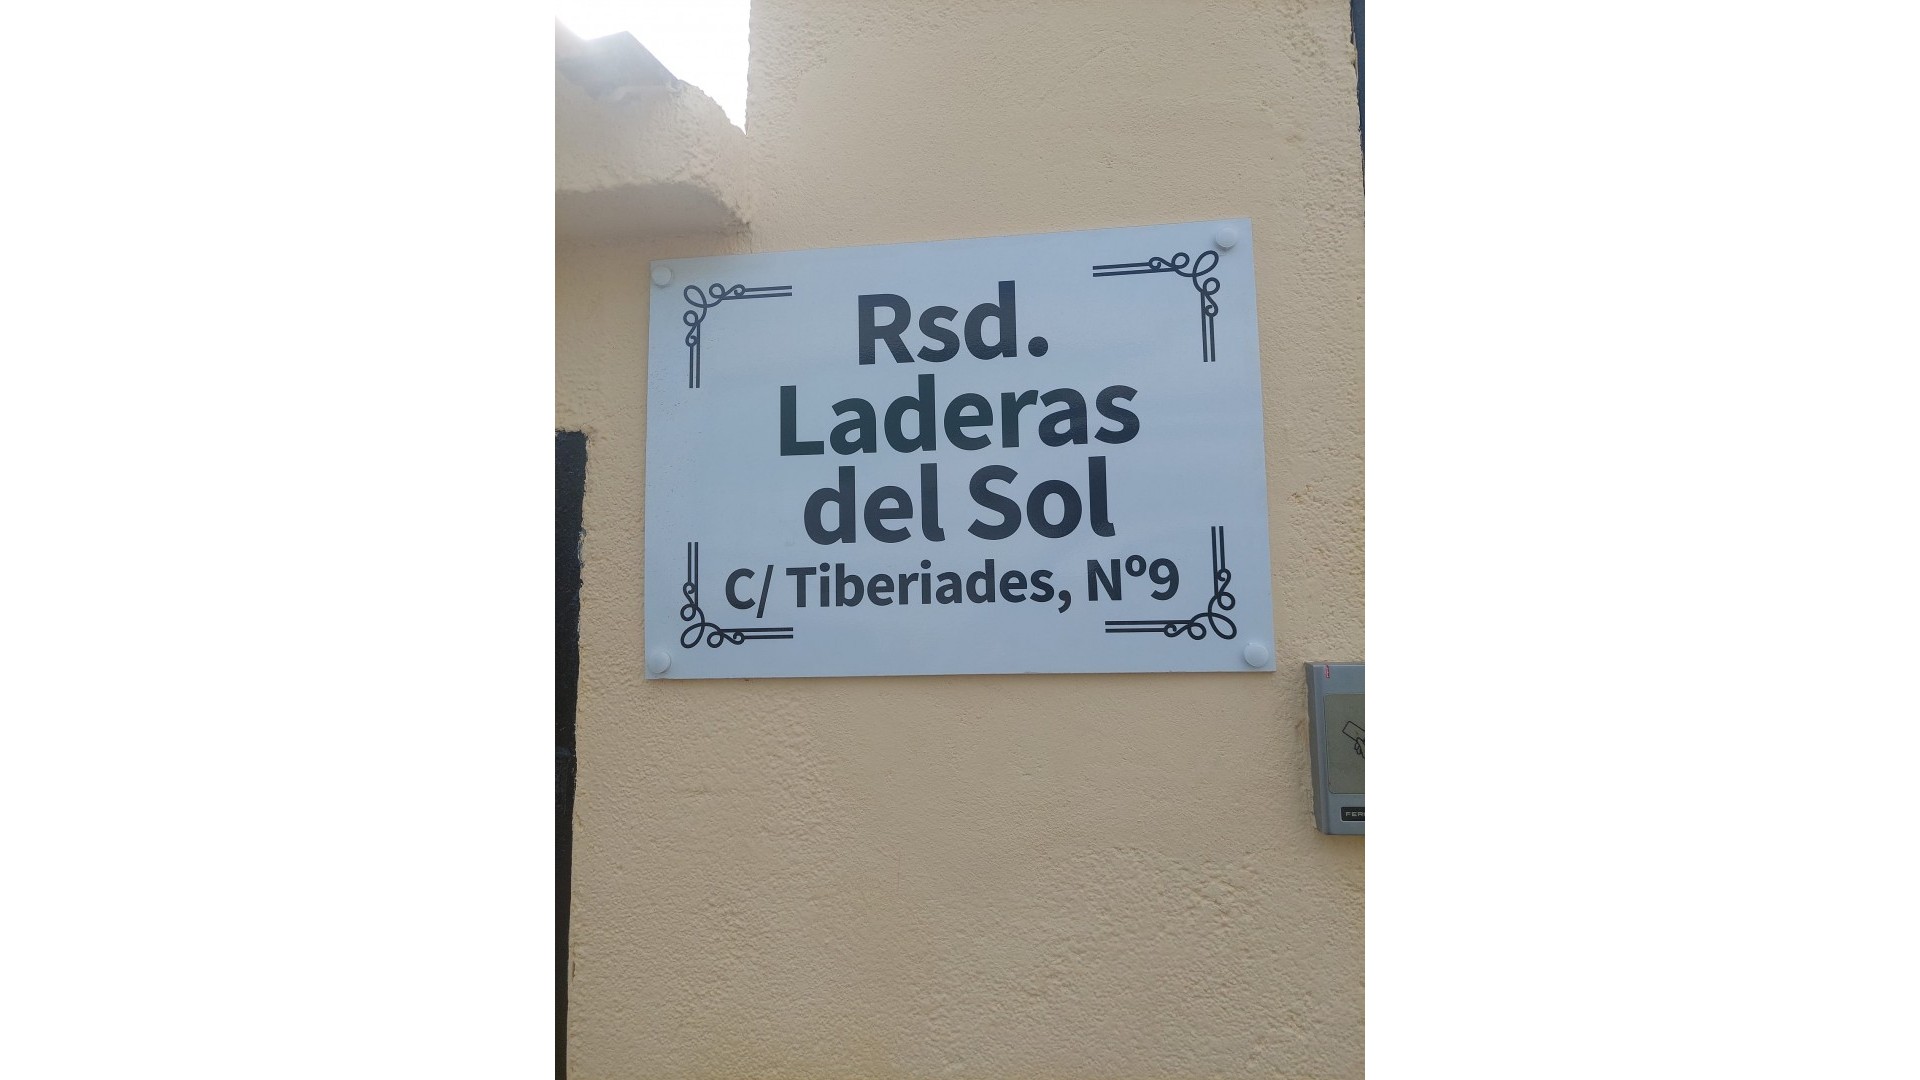 Rsd.
Laderas
del Sol
C/ Tiberiades, Nº9